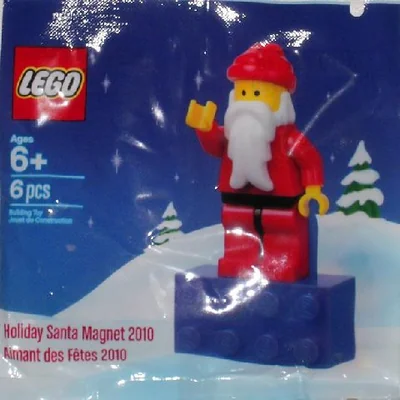 LEGO
Ages
6+
6 pcs
Building Toy
Jouet de Construction
Holiday Santa Magnet 2010
Aimant des Fêtes 2010